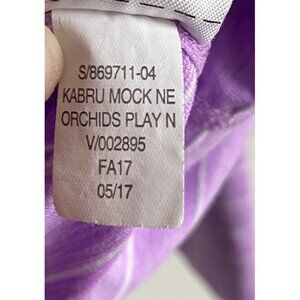 S/869711-04
KABRU MOCK NE
ORCHIDS PLAY N
V/002895
FA17
05/17